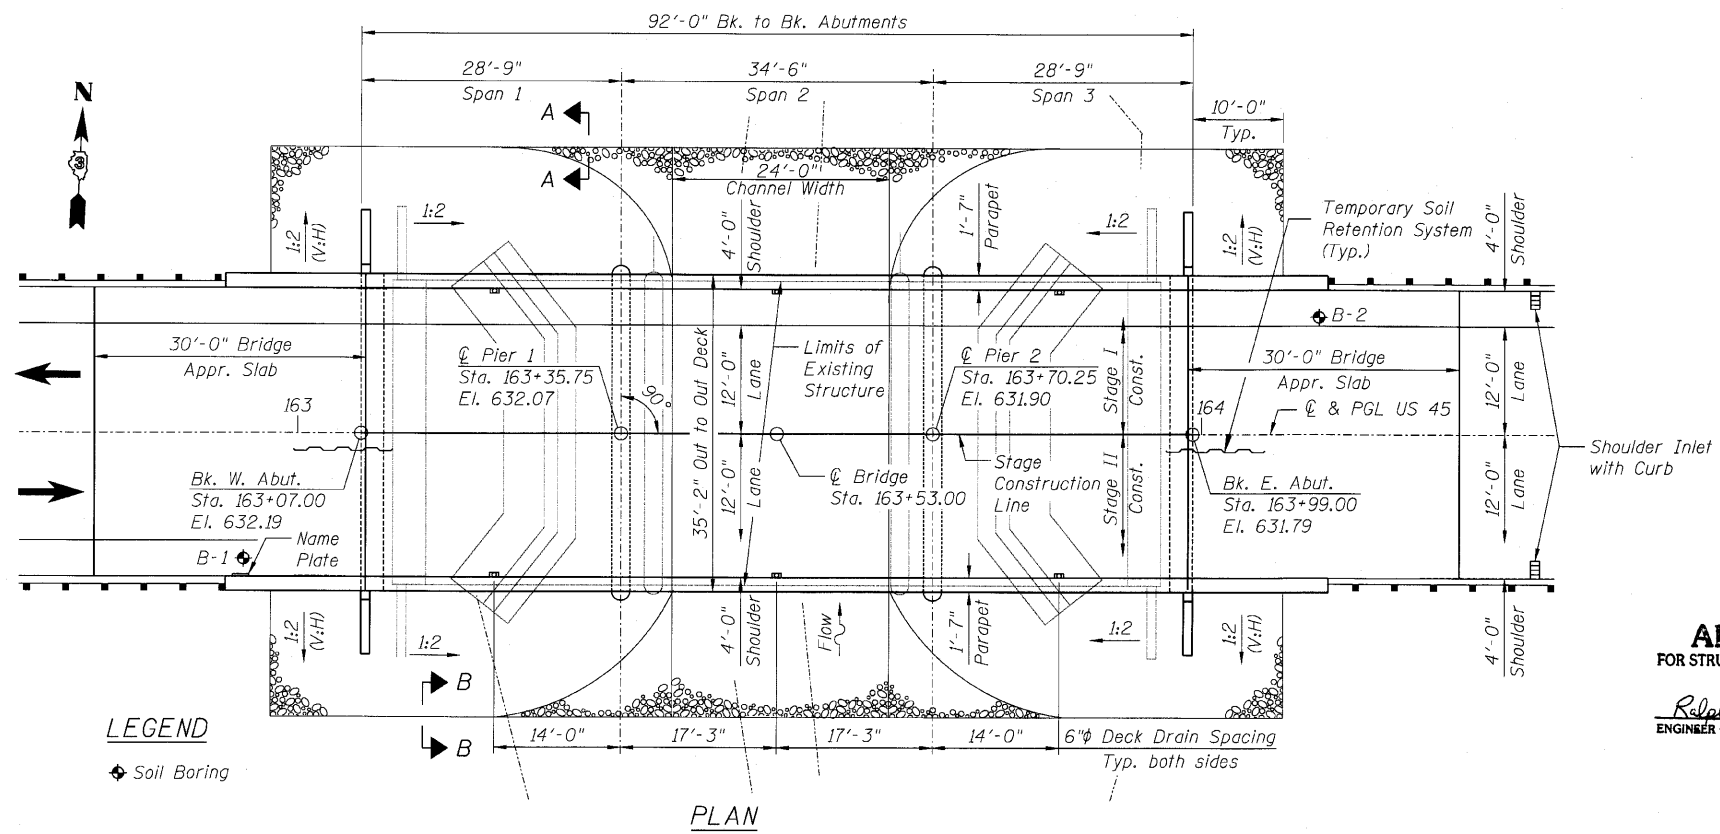 92'-0" Bk. to Bk. Abutments
28'-9"
Span 1
34'-6"
Span 2
28'-9"
Span 3
10'-0"
Typ.
N
3
A
A
24'-0"
Channel Width
4'-0"
Shoulder
1'-7"
Parapet
1:2
1:2
1:2
(V:H)
1:2
(V:H)
Temporary Soil
Retention System
(Typ.)
4'-0"
Shoulder
B-2
30'-0" Bridge
Appr. Slab
℄ Pier 1
Sta. 163+35.75
El. 632.07
90°
35'-2" Out to Out Deck
12'-0"
Lane
Limits of
Existing
Structure
℄ Pier 2
Sta. 163+70.25
El. 631.90
Stage I
Const.
30'-0" Bridge
Appr. Slab
12'-0"
Lane
163
164
℄ & PGL US 45
Bk. W. Abut.
Sta. 163+07.00
El. 632.19
12'-0"
Lane
℄ Bridge
Sta. 163+53.00
Stage
Construction
Line
Stage II
Const.
Bk. E. Abut.
Sta. 163+99.00
El. 631.79
12'-0"
Lane
Shoulder Inlet
with Curb
B-1
Name
Plate
1:2
(V:H)
1:2
4'-0"
Shoulder
Flow
1'-7"
Parapet
1:2
1:2
(V:H)
4'-0"
Shoulder
B
B
14'-0"
17'-3"
17'-3"
14'-0"
6"ϕ Deck Drain Spacing
Typ. both sides
LEGEND
Soil Boring
PLAN
FOR STRU
Ralp
ENGINEER